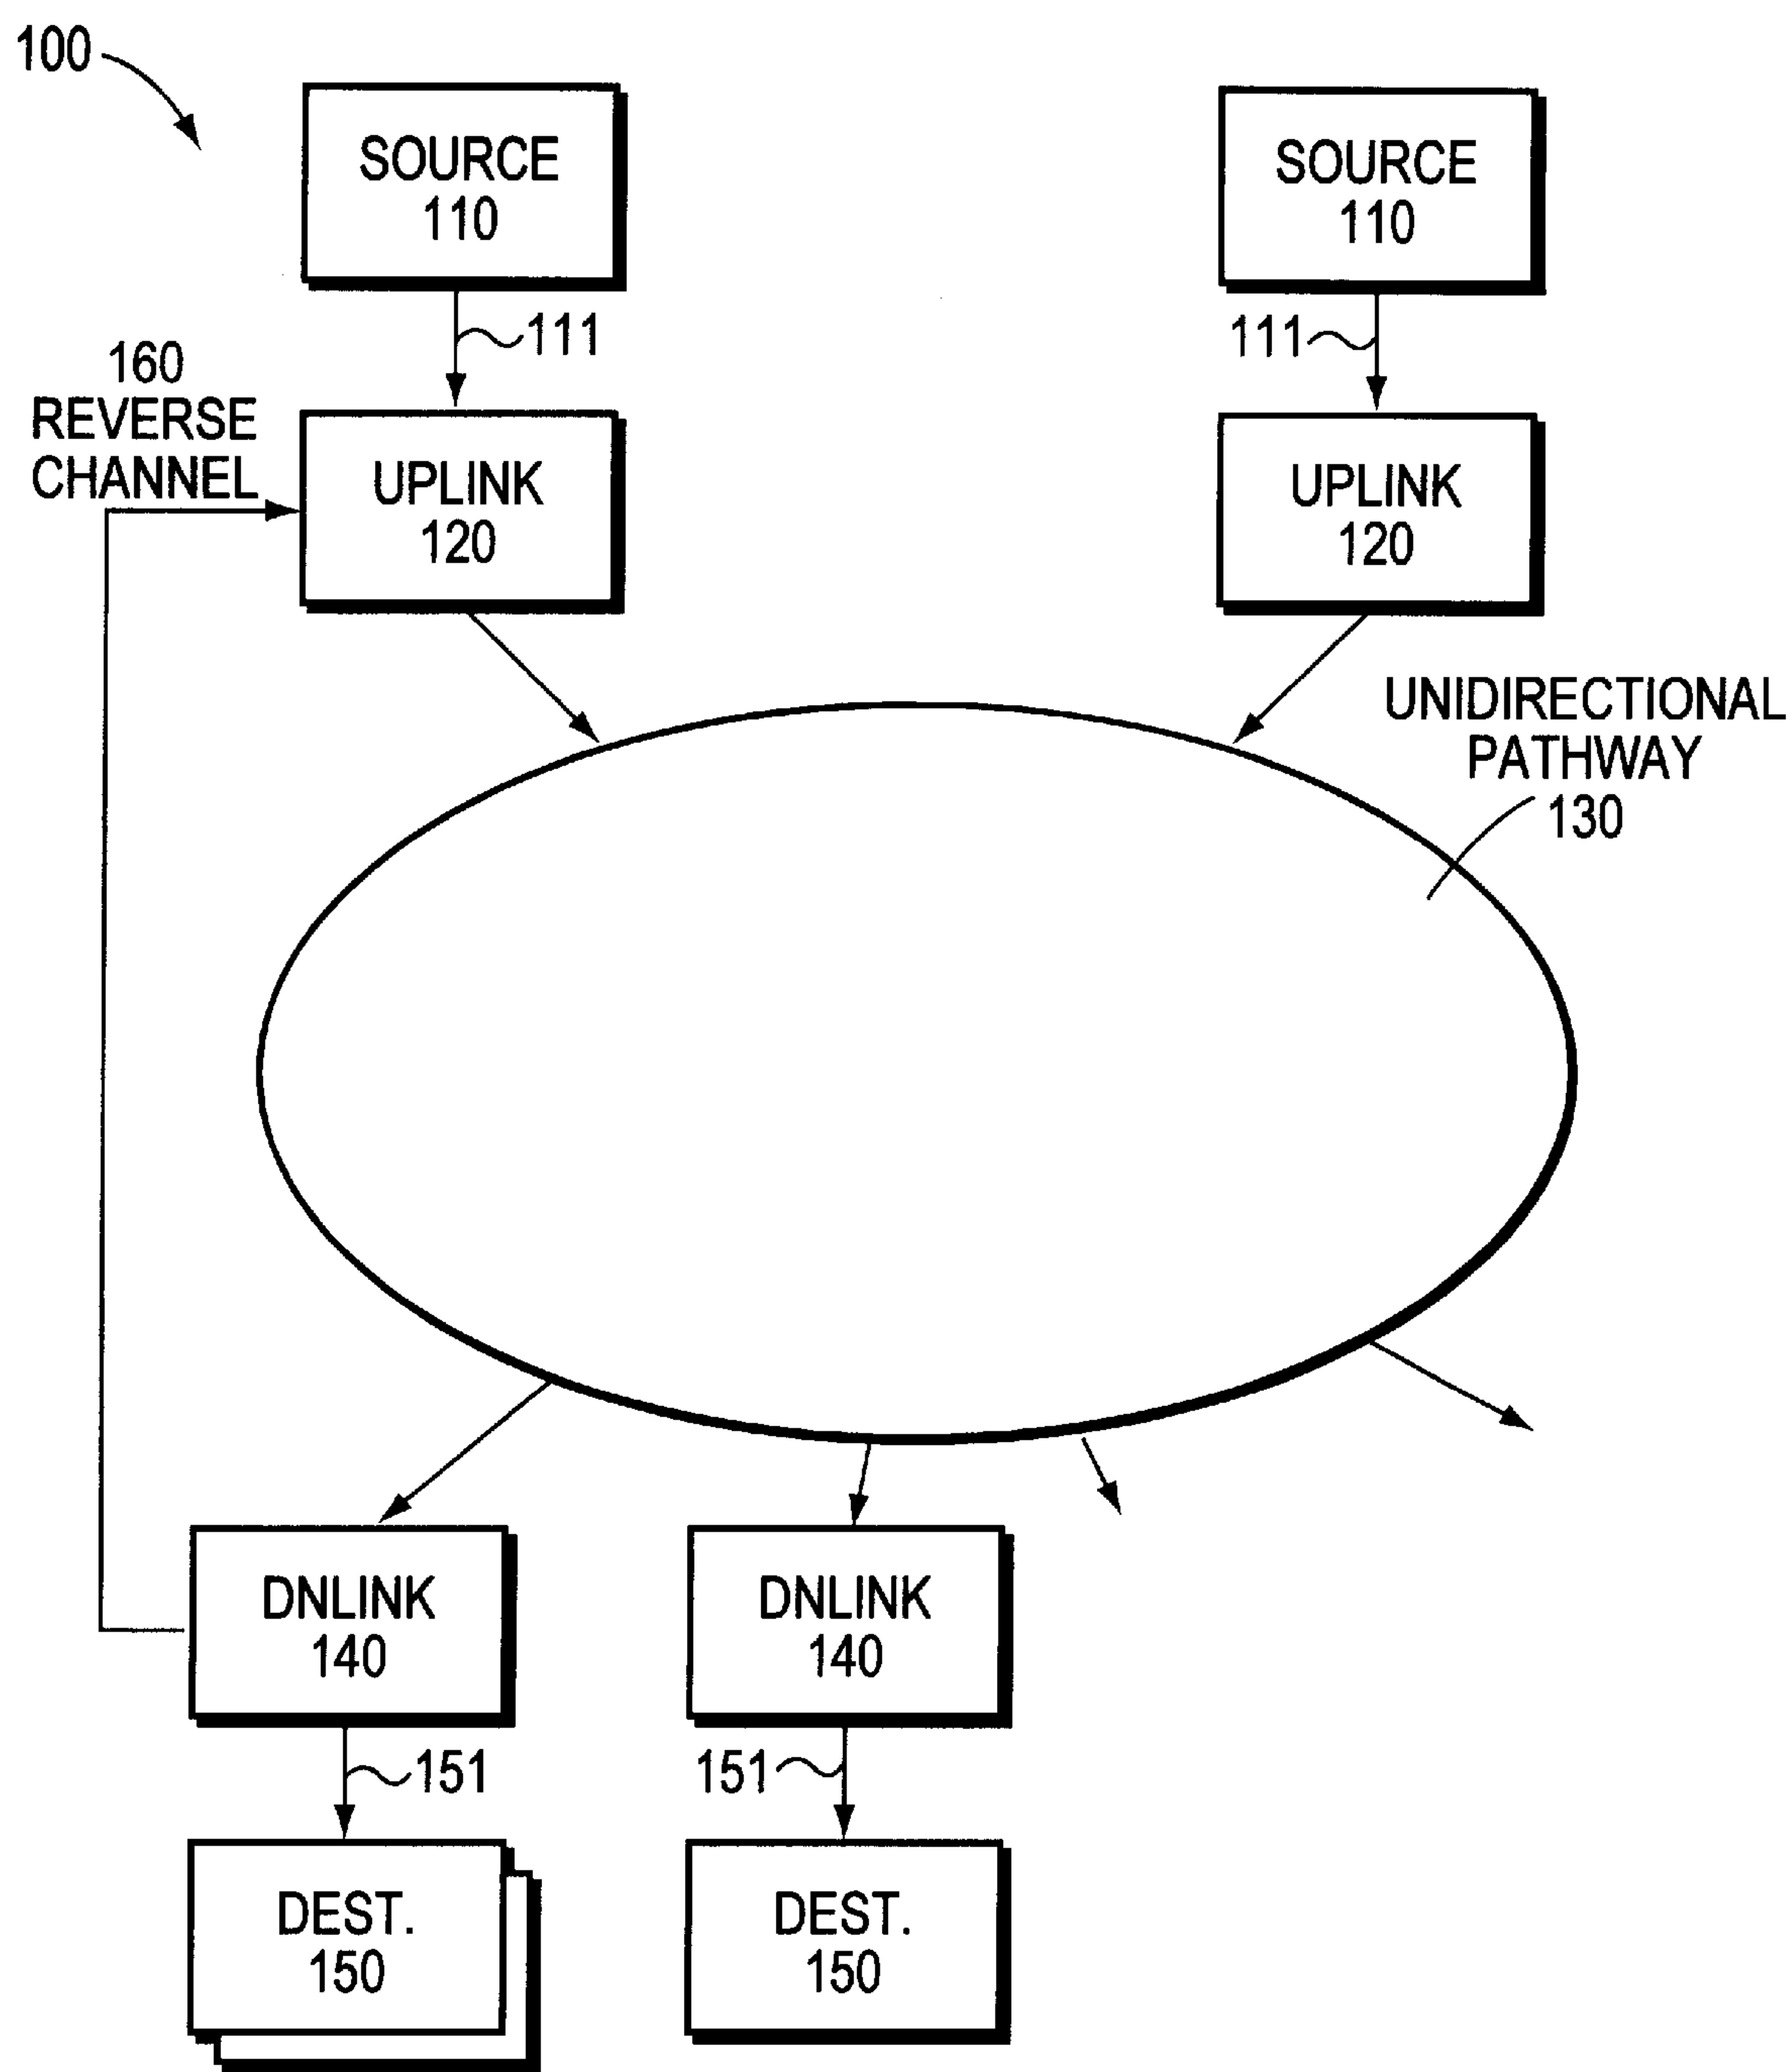 100
SOURCE
110
SOURCE
110
111
111
160
REVERSE
CHANNEL
UPLINK
120
UPLINK
120
UNIDIRECTIONAL
PATHWAY
130
DNLINK
140
DNLINK
140
151
151
DEST.
150
DEST.
150